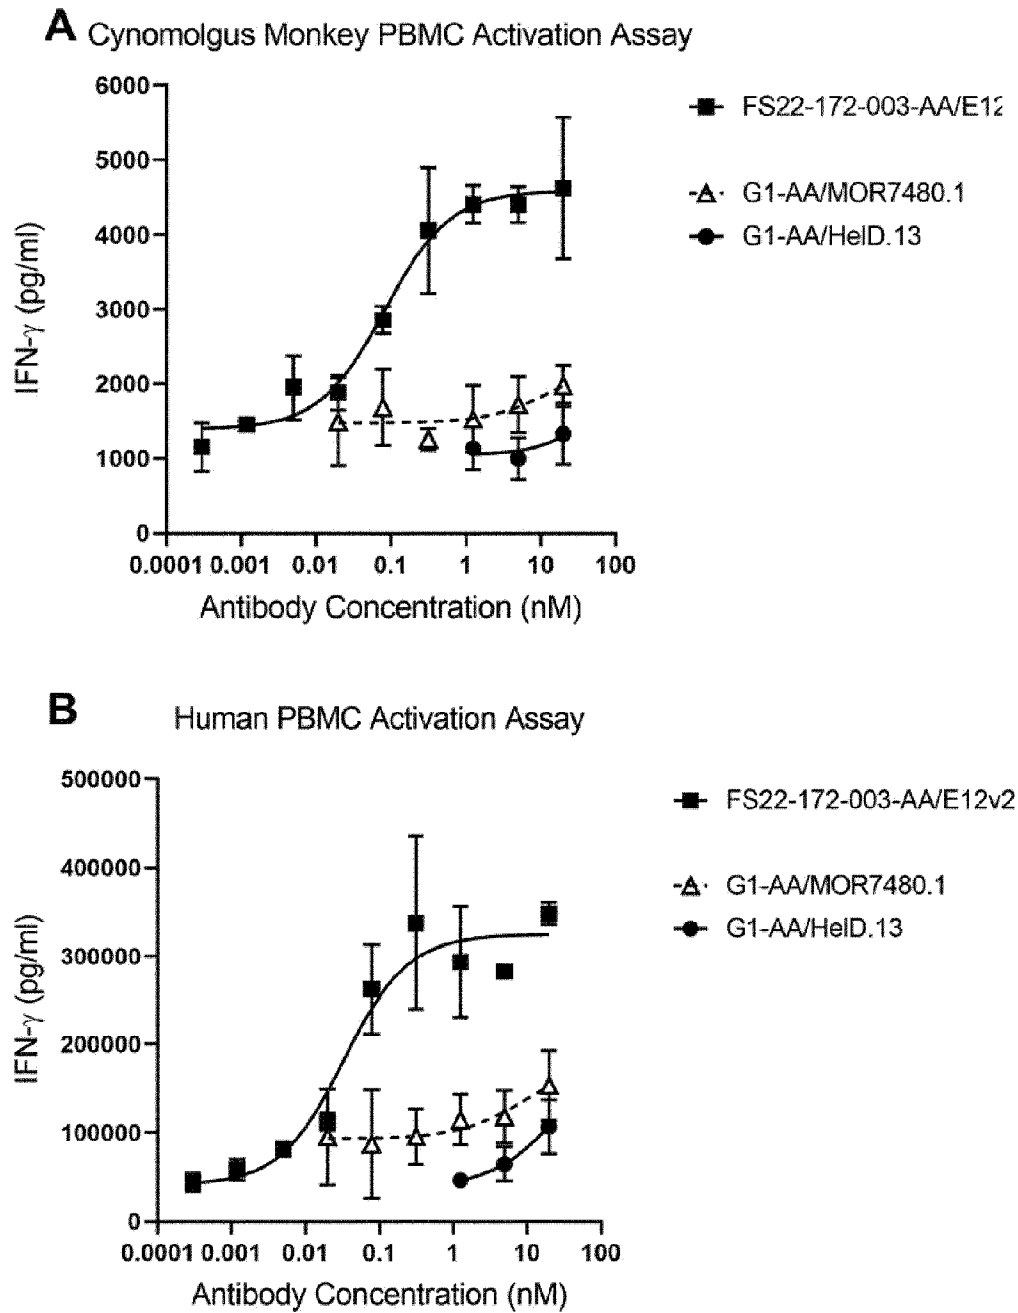 A Cynomolgus Monkey PBMC Activation Assay
6000
5000
4000
3000
2000
1000
0
IFN-γ (pg/ml)
0.0001 0.001 0.01 0.1 1 10 100
Antibody Concentration (nM)
FS22-172-003-AA/E12
G1-AA/MOR7480.1
G1-AA/HelD.13
B Human PBMC Activation Assay
500000
400000
300000
200000
100000
0
IFN-γ (pg/ml)
0.0001 0.001 0.01 0.1 1 10 100
Antibody Concentration (nM)
FS22-172-003-AA/E12v2
G1-AA/MOR7480.1
G1-AA/HelD.13